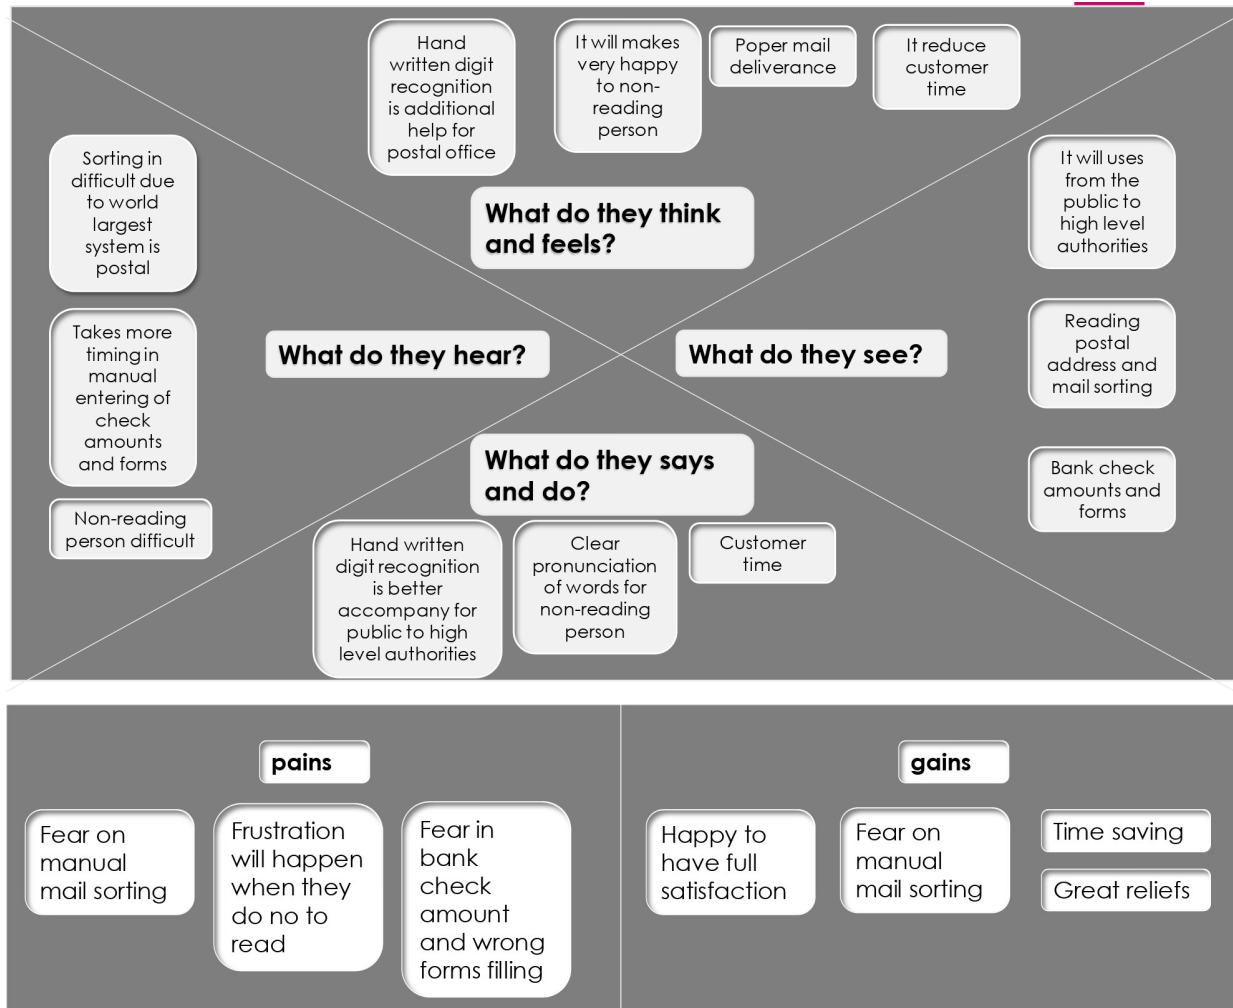 Hand
written digit
recognition
is additional
help for
postal office
It will makes
very happy
to non-
reading
person
Poper mail
deliverance
It reduce
customer
time
What do they think
and feels?
Sorting in
difficult due
to world
largest
system is
postal
Takes more
timing in
manual
entering of
check
amounts
and forms
Non-reading
person difficult
What do they hear?
What do they see?
It will uses
from the
public to
high level
authorities
Reading
postal
address and
mail sorting
Bank check
amounts and
forms
What do they says
and do?
Hand written
digit recognition
is better
accompany for
public to high
level authorities
Clear
pronunciation
of words for
non-reading
person
Customer
time
pains
Fear on
manual
mail sorting
Frustration
will happen
when they
do no to
read
Fear in
bank
check
amount
and wrong
forms filling
gains
Happy to
have full
satisfaction
Fear on
manual
mail sorting
Time saving
Great reliefs